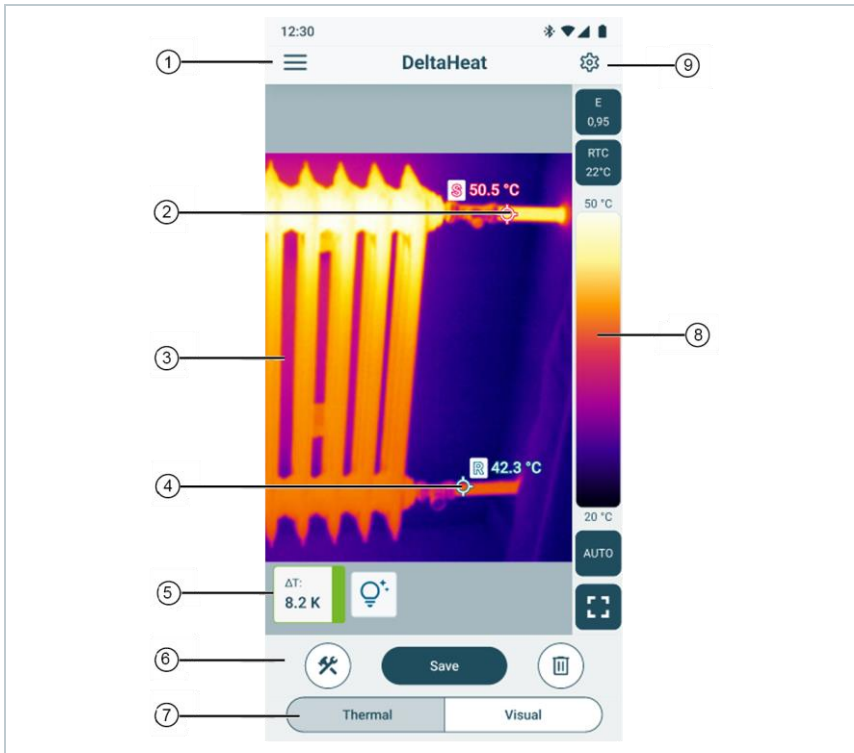 12:30
1
DeltaHeat
9
E
0,95
RTC
22°C
S 50.5 °C
50 °C
2
3
8
R 42.3 °C
4
20 °C
AUTO
5
ΔT:
8.2 K
6
Save
7
Thermal
Visual